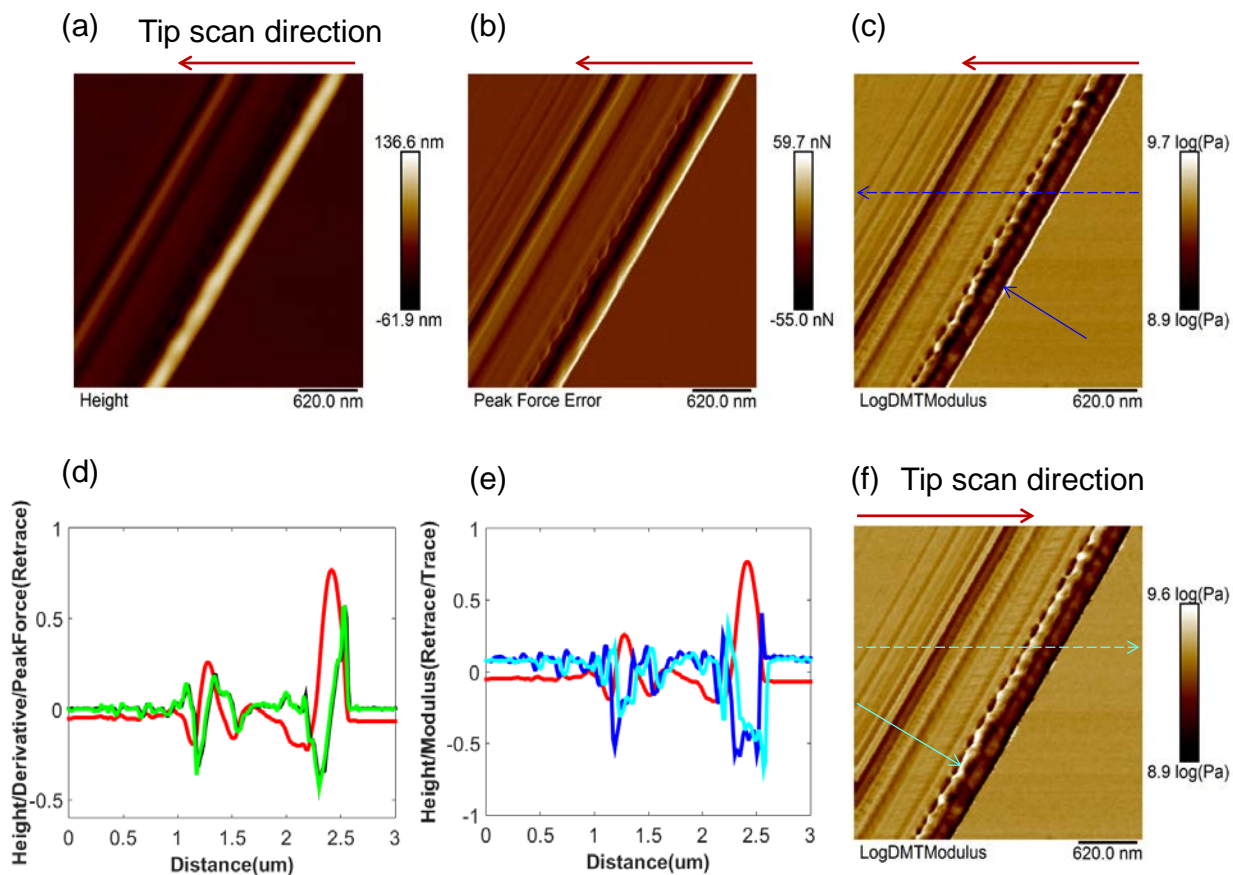 (a) Tip scan direction
136.6 nm
-61.9 nm
Height
620.0 nm
(b)
59.7 nN
-55.0 nN
Peak Force Error
620.0 nm
(c)
9.7 log(Pa)
8.9 log(Pa)
LogDMTModulus
620.0 nm
(d)
Height/Derivative/PeakForce(Retrace)
1
0.5
0
-0.5
0 0.5 1 1.5 2 2.5 3
Distance(um)
(e)
Height/Modulus(Retrace/Trace)
1
0.5
0
-0.5
-1
0 0.5 1 1.5 2 2.5 3
Distance(um)
(f) Tip scan direction
9.6 log(Pa)
8.9 log(Pa)
LogDMTModulus
620.0 nm